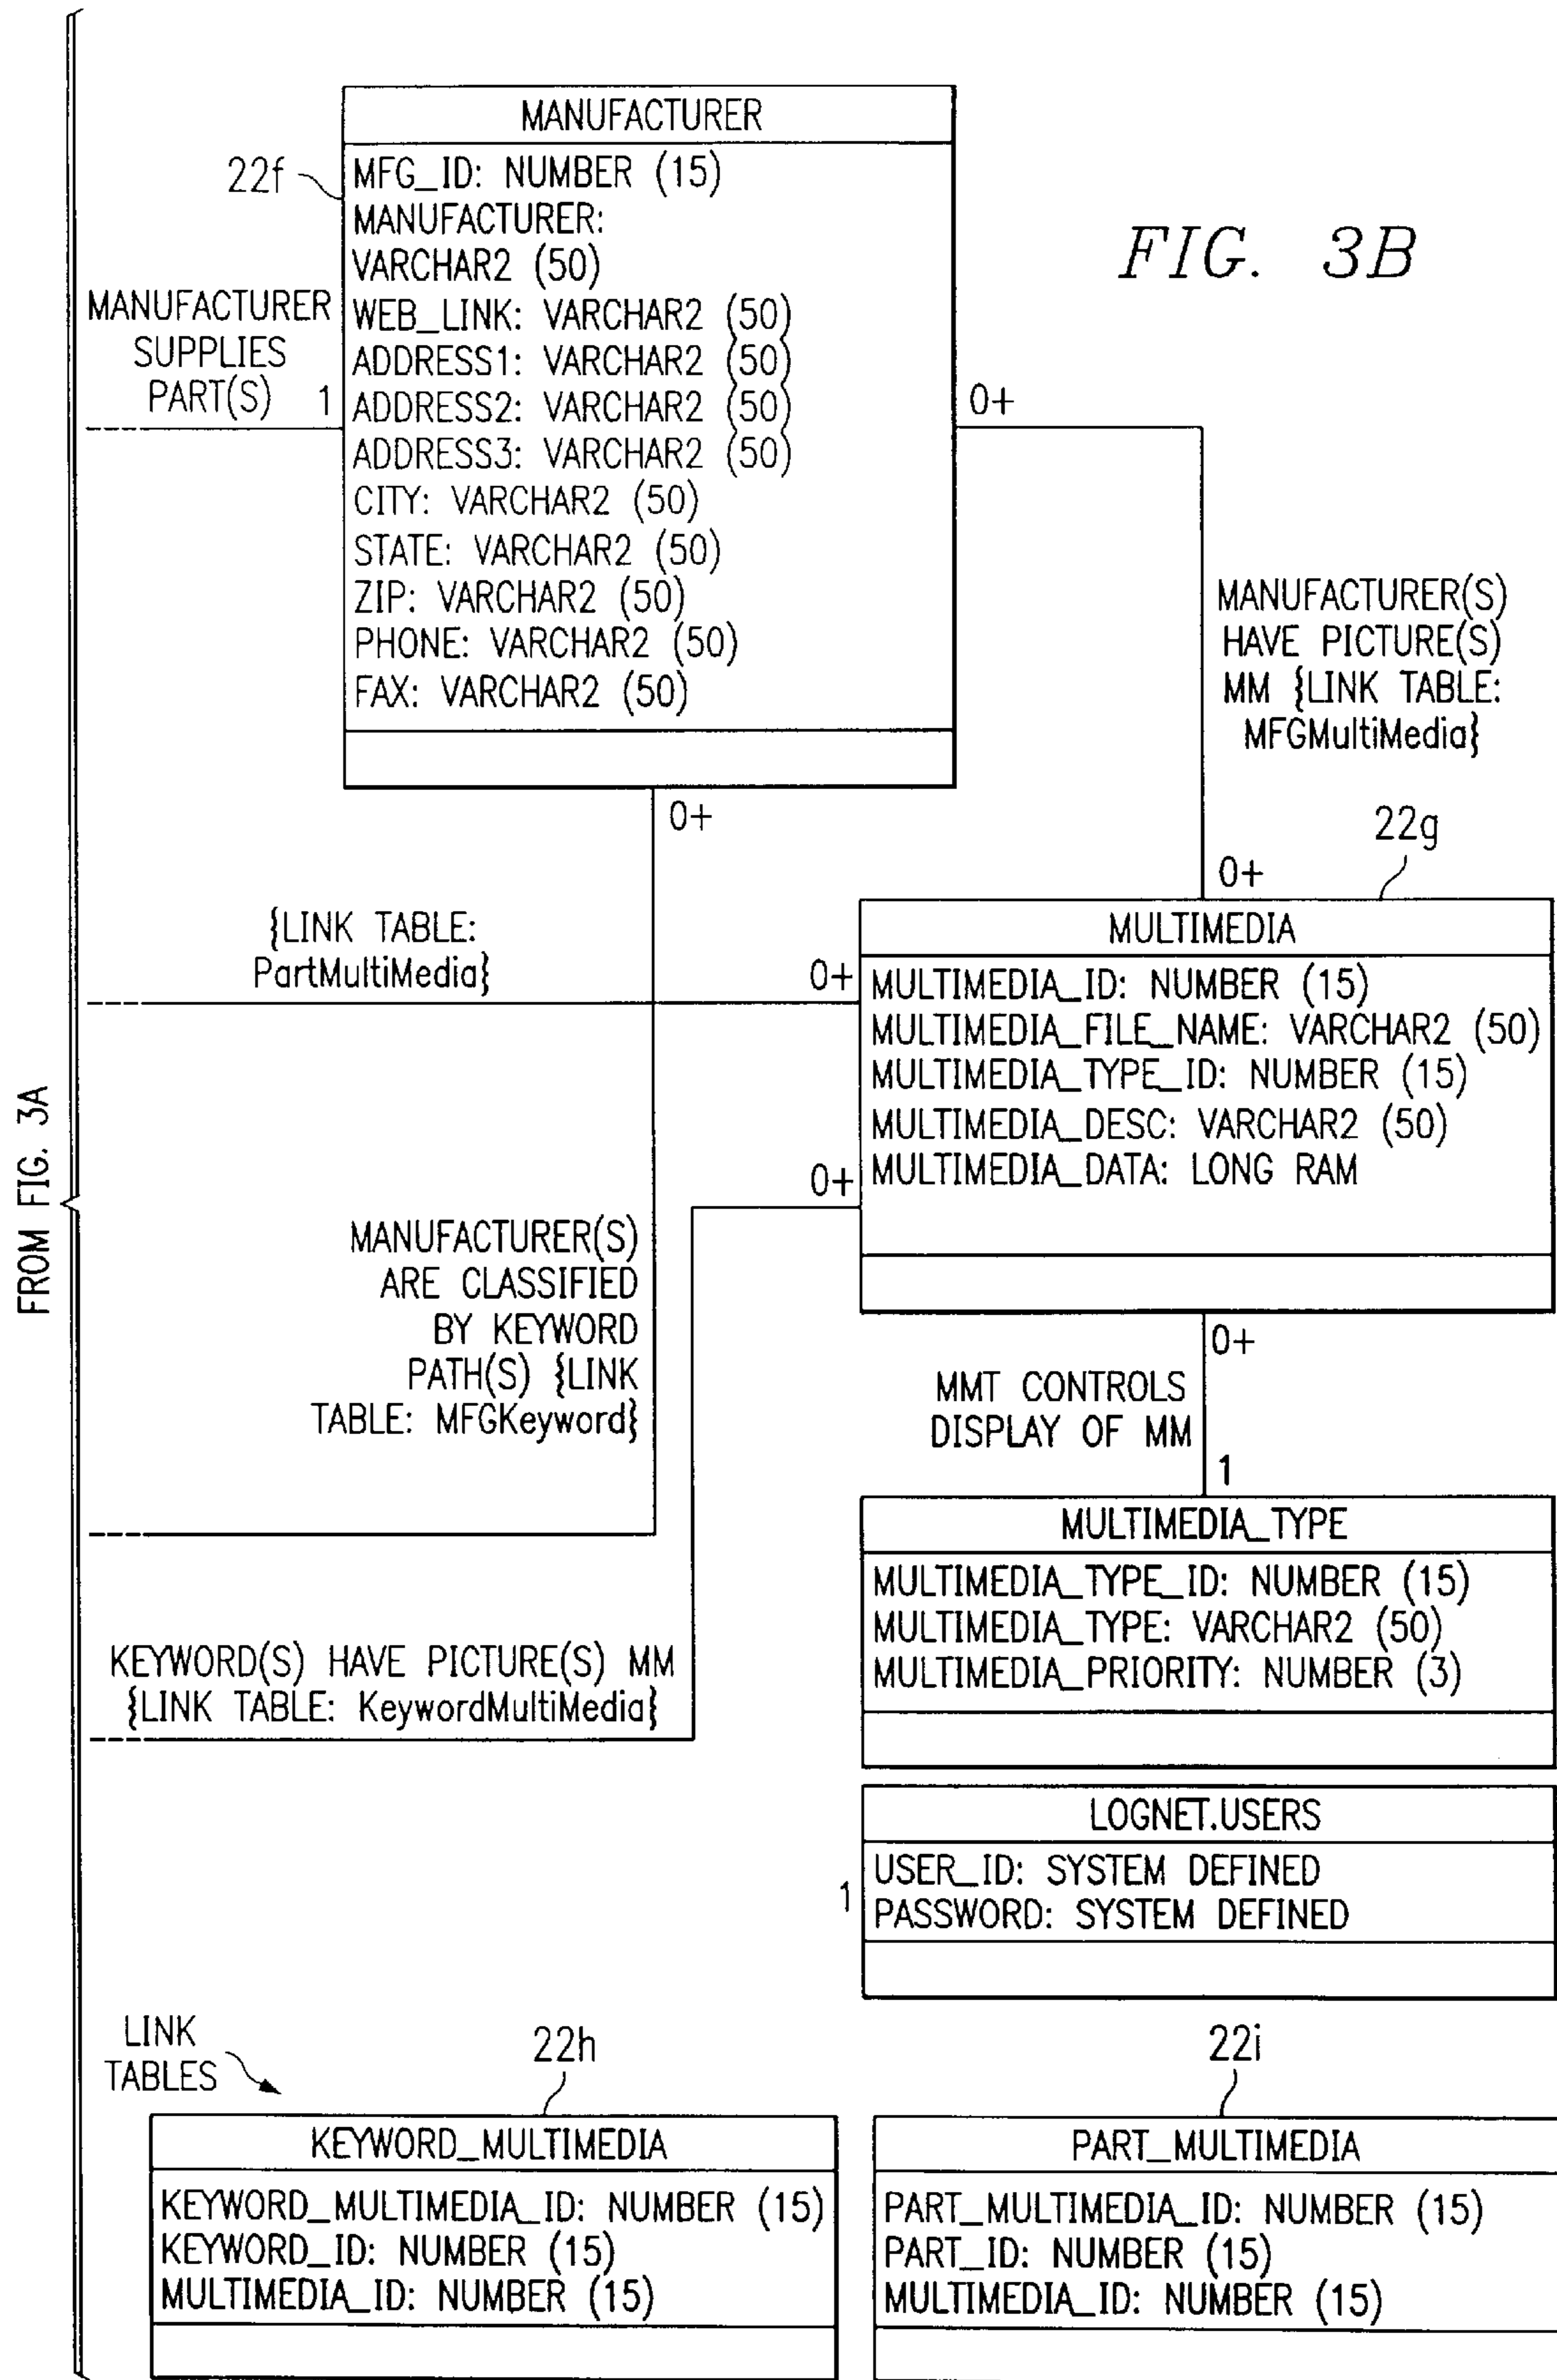 FIG. 3B
FROM FIG. 3A
22f
MANUFACTURER
MFG_ID: NUMBER (15)
MANUFACTURER:
VARCHAR2 (50)
WEB_LINK: VARCHAR2 (50)
ADDRESS1: VARCHAR2 (50)
ADDRESS2: VARCHAR2 (50)
ADDRESS3: VARCHAR2 (50)
CITY: VARCHAR2 (50)
STATE: VARCHAR2 (50)
ZIP: VARCHAR2 (50)
PHONE: VARCHAR2 (50)
FAX: VARCHAR2 (50)
MANUFACTURER
SUPPLIES
PART(S)
1
0+
0+
MANUFACTURER(S)
HAVE PICTURE(S)
MM {LINK TABLE:
MFGMultiMedia}
0+
22g
{LINK TABLE:
PartMultiMedia}
0+
0+
MULTIMEDIA
MULTIMEDIA_ID: NUMBER (15)
MULTIMEDIA_FILE_NAME: VARCHAR2 (50)
MULTIMEDIA_TYPE_ID: NUMBER (15)
MULTIMEDIA_DESC: VARCHAR2 (50)
MULTIMEDIA_DATA: LONG RAM
MANUFACTURER(S)
ARE CLASSIFIED
BY KEYWORD
PATH(S) {LINK
TABLE: MFGKeyword}
0+
MMT CONTROLS
DISPLAY OF MM
1
MULTIMEDIA_TYPE
MULTIMEDIA_TYPE_ID: NUMBER (15)
MULTIMEDIA_TYPE: VARCHAR2 (50)
MULTIMEDIA_PRIORITY: NUMBER (3)
KEYWORD(S) HAVE PICTURE(S) MM
{LINK TABLE: KeywordMultiMedia}
LOGNET.USERS
1
USER_ID: SYSTEM DEFINED
PASSWORD: SYSTEM DEFINED
LINK
TABLES
22h
KEYWORD_MULTIMEDIA
KEYWORD_MULTIMEDIA_ID: NUMBER (15)
KEYWORD_ID: NUMBER (15)
MULTIMEDIA_ID: NUMBER (15)
22i
PART_MULTIMEDIA
PART_MULTIMEDIA_ID: NUMBER (15)
PART_ID: NUMBER (15)
MULTIMEDIA_ID: NUMBER (15)